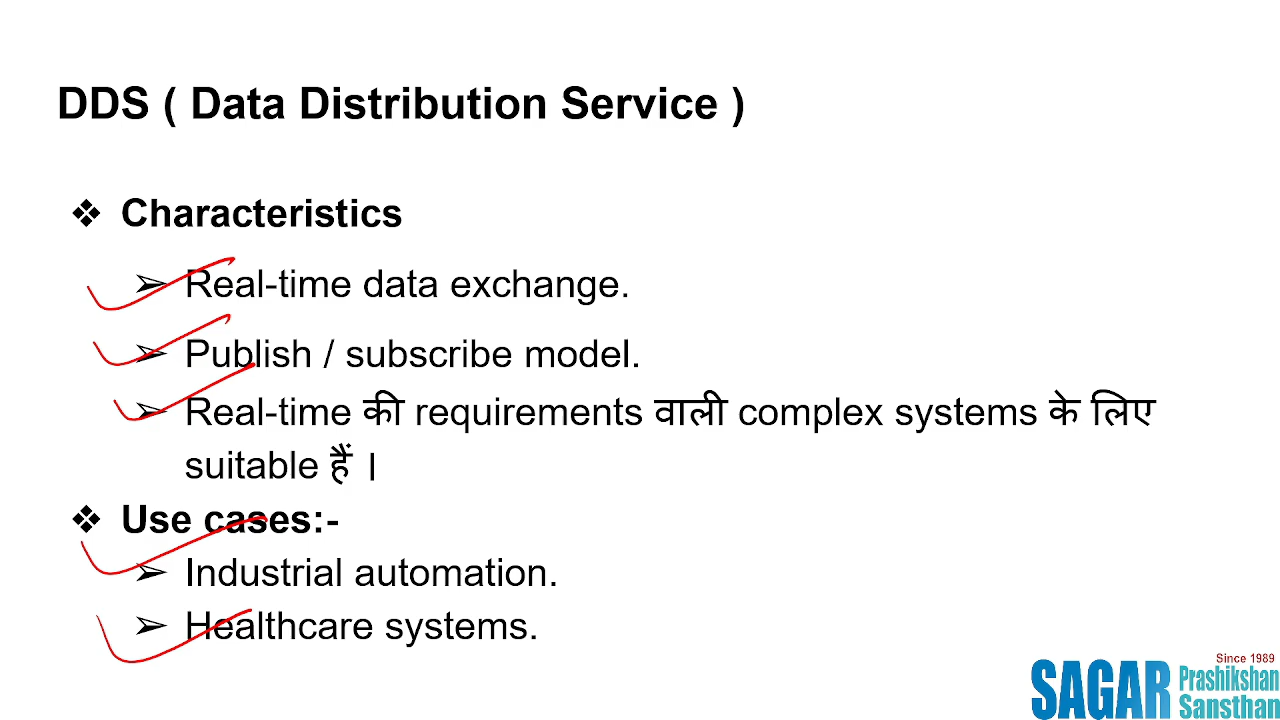 DDS ( Data Distribution Service )
❖ Characteristics
➢ Real-time data exchange.
➢ Publish / subscribe model.
➢ Real-time की requirements वाली complex systems के लिए
suitable हैं ।
❖ Use cases:-
➢ Industrial automation.
➢ Healthcare systems.
Since 1989
SAGAR Prashikshan
Sansthan